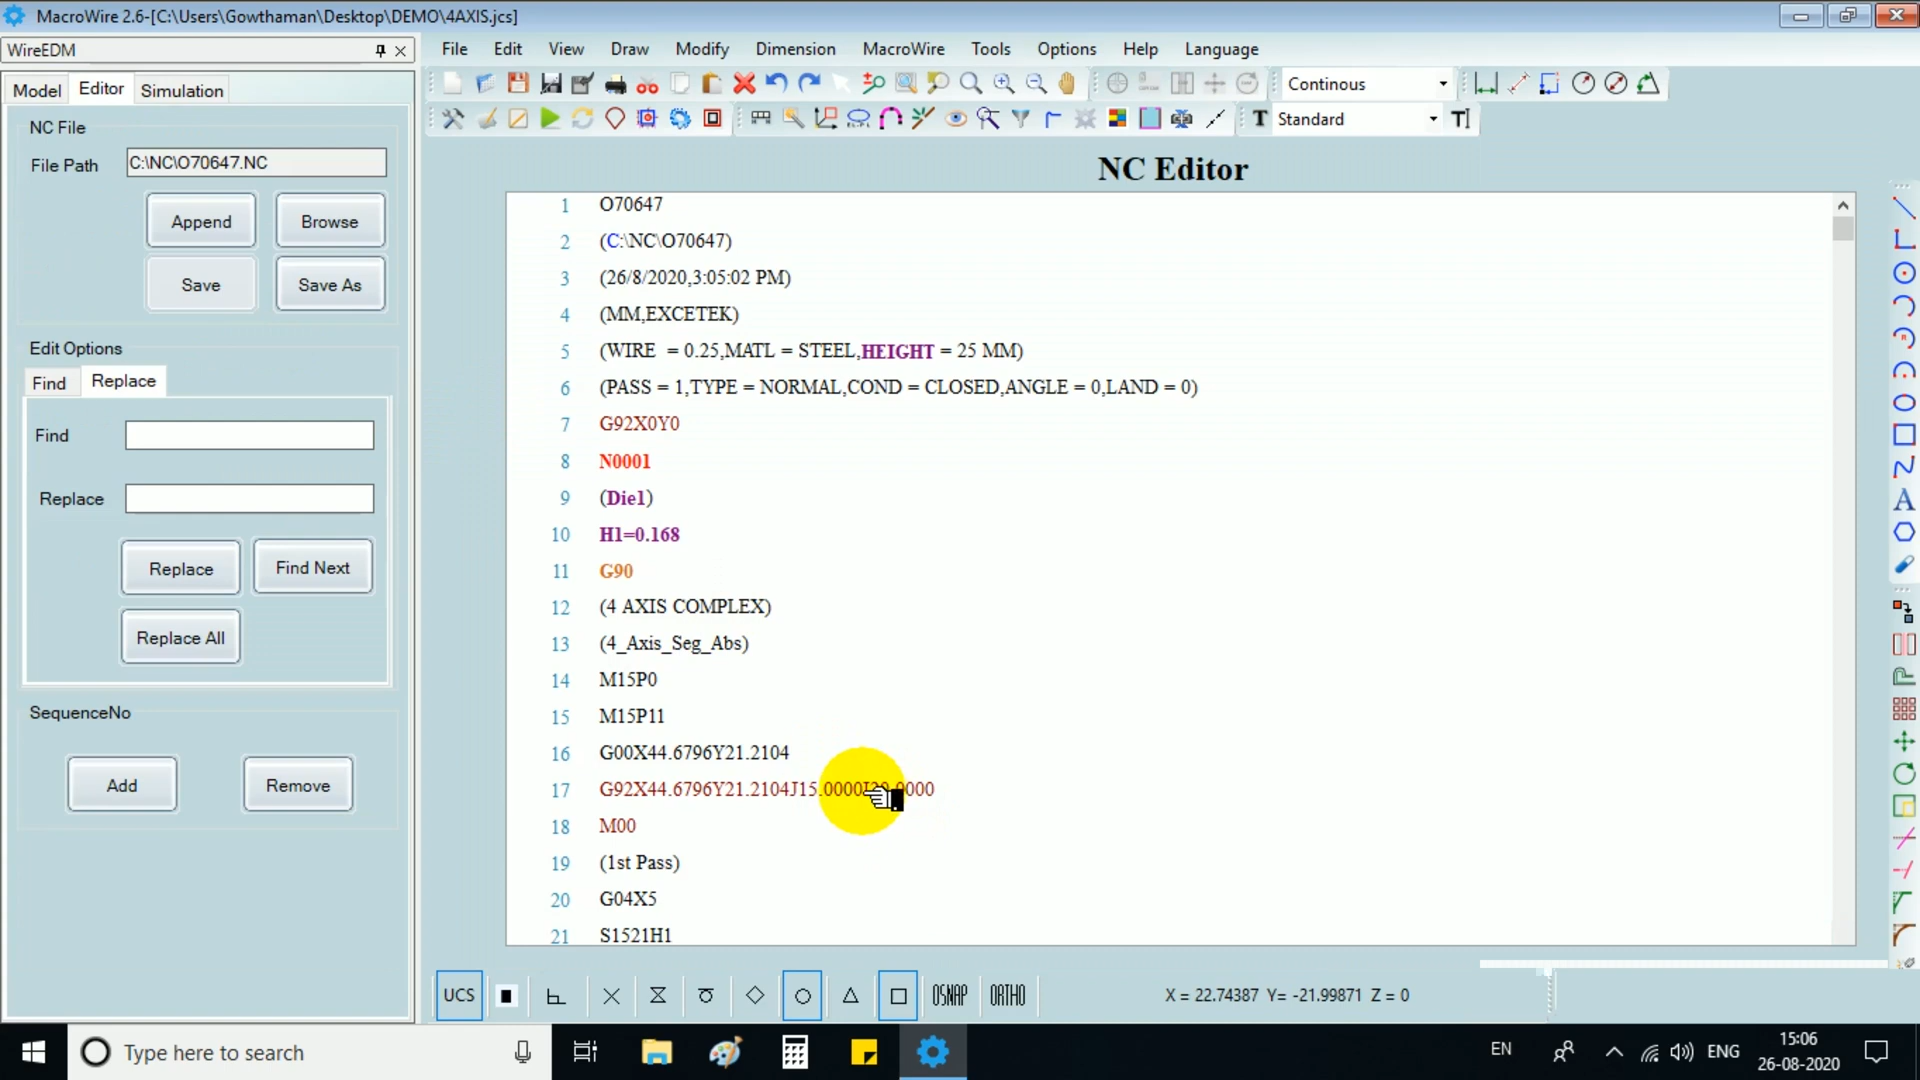 MacroWire 2.6-[C:\Users\Gowthaman\Desktop\DEMO\4AXIS.jcs]
WireEDM
File Edit View Draw Modify Dimension MacroWire Tools Options Help Language
Model Editor Simulation
Continous
Standard
NC File
File Path C:\NC\O70647.NC
Append Browse
Save Save As
Edit Options
Find Replace
Find
Replace
Replace Find Next
Replace All
SequenceNo
Add Remove
NC Editor
1 O70647
2 (C:\NC\O70647)
3 (26/8/2020,3:05:02 PM)
4 (MM,EXCETEK)
5 (WIRE = 0.25,MATL = STEEL,HEIGHT = 25 MM)
6 (PASS = 1,TYPE = NORMAL,COND = CLOSED,ANGLE = 0,LAND = 0)
7 G92X0Y0
8 N0001
9 (Die1)
10 H1=0.168
11 G90
12 (4 AXIS COMPLEX)
13 (4_Axis_Seg_Abs)
14 M15P0
15 M15P11
16 G00X44.6796Y21.2104
17
18 M00
19 (1st Pass)
20 G04X5
21 S1521H1
UCS OSNAP ORTHO X = 22.74387 Y= -21.99871 Z = 0
Type here to search
EN ENG 15:06
26-08-2020